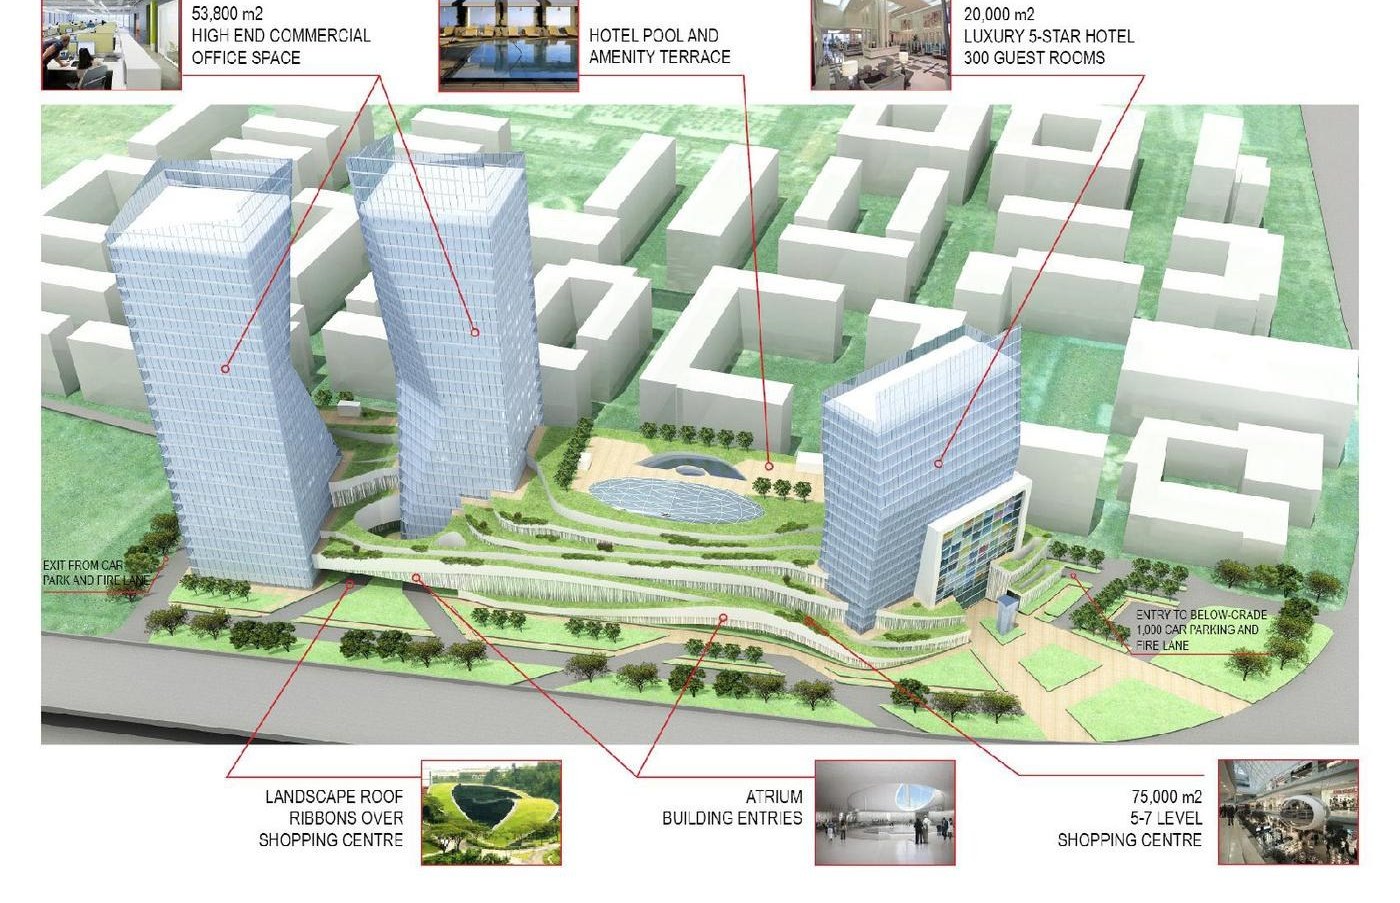 53,800 m2
HIGH END COMMERCIAL
OFFICE SPACE
HOTEL POOL AND
AMENITY TERRACE
20,000 m2
LUXURY 5-STAR HOTEL
300 GUEST ROOMS
EXIT FROM CAR
PARK AND FIRE LANE
ENTRY TO BELOW-GRADE
1,000 CAR PARKING AND
FIRE LANE
LANDSCAPE ROOF
RIBBONS OVER
SHOPPING CENTRE
ATRIUM
BUILDING ENTRIES
75,000 m2
5-7 LEVEL
SHOPPING CENTRE